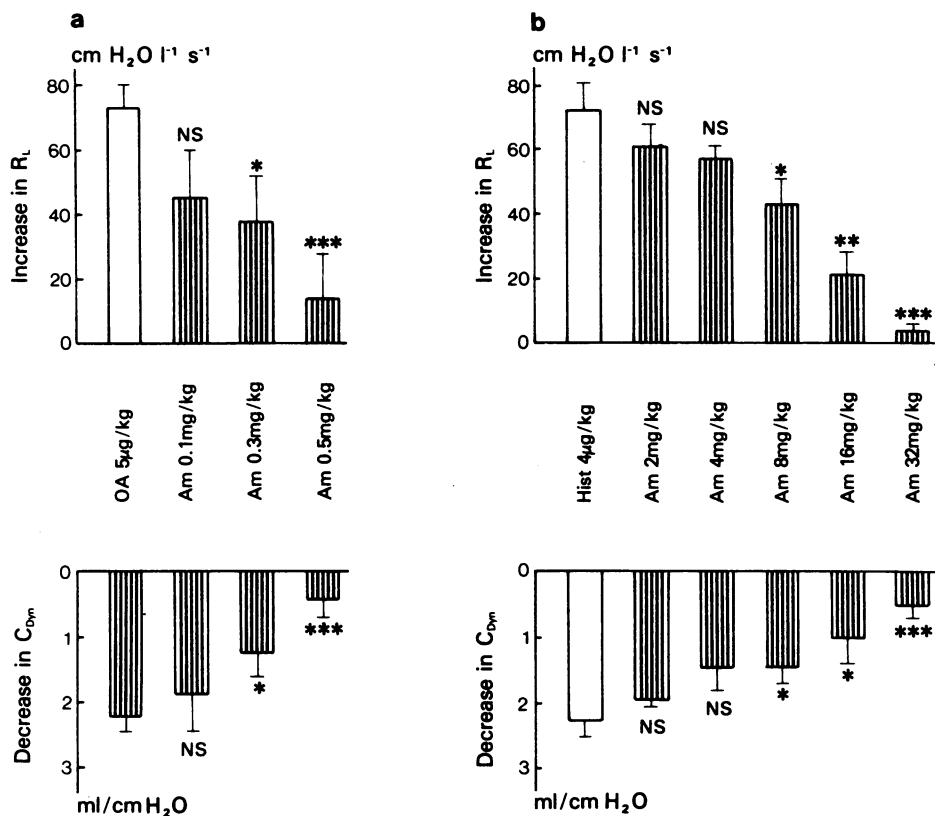 a
cm H₂O l⁻¹ s⁻¹
80
60
40
20
0
Increase in R_L
NS
*
***
OA 5μg/kg
Am 0.1mg/kg
Am 0.3mg/kg
Am 0.5mg/kg
0
1
2
3
Decrease in C_Dyn
NS
*
***
ml/cm H₂O
b
cm H₂O l⁻¹ s⁻¹
80
60
40
20
0
Increase in R_L
NS
NS
*
**
***
Hist 4μg/kg
Am 2mg/kg
Am 4mg/kg
Am 8mg/kg
Am 16mg/kg
Am 32mg/kg
0
1
2
3
Decrease in C_Dyn
NS
NS
*
*
***
ml/cm H₂O